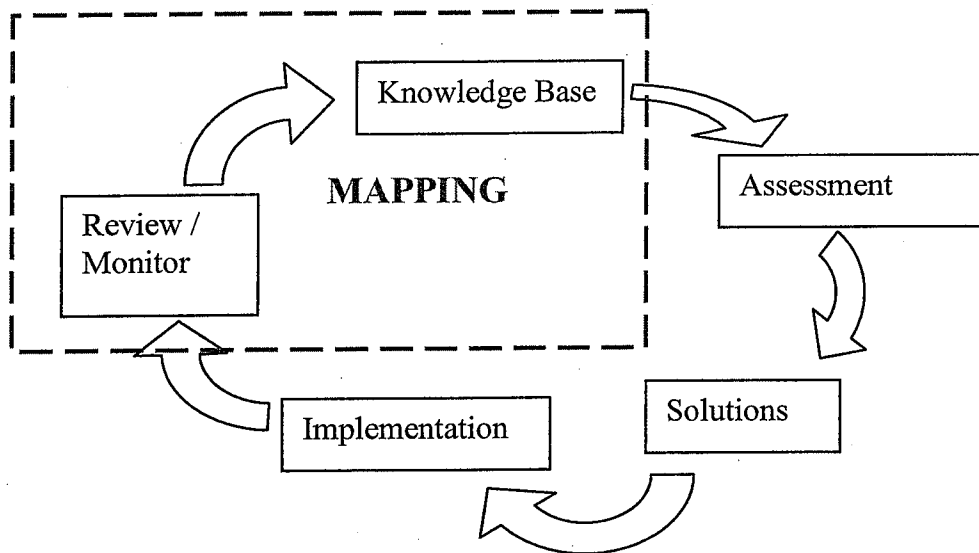 Knowledge Base
MAPPING
Assessment
Review /
Monitor
Solutions
Implementation